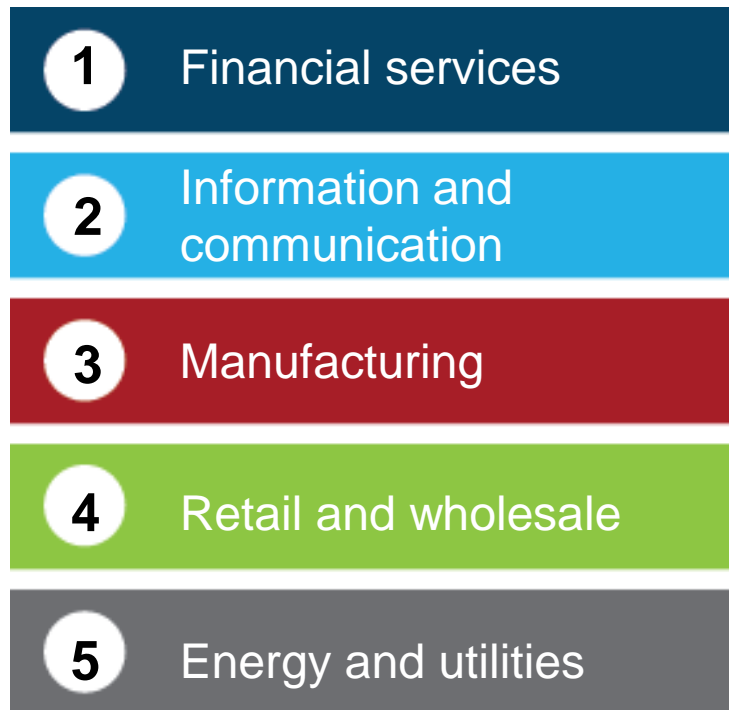 1 Financial services
2 Information and
communication
3 Manufacturing
4 Retail and wholesale
5 Energy and utilities